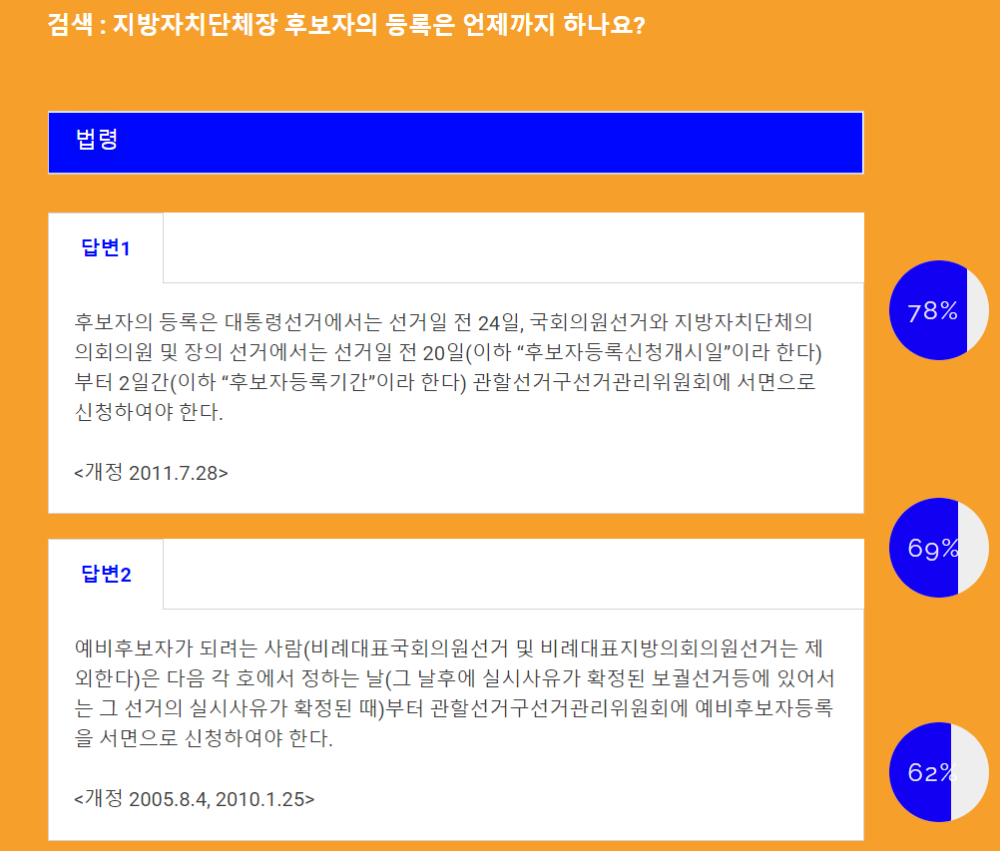 검색 : 지방자치단체장 후보자의 등록은 언제까지 하나요?
법령
답변1
후보자의 등록은 대통령선거에서는 선거일 전 24일, 국회의원선거와 지방자치단체의
의회의원 및 장의 선거에서는 선거일 전 20일(이하 “후보자등록신청개시일”이라 한다)
부터 2일간(이하 “후보자등록기간”이라 한다) 관할선거구선거관리위원회에 서면으로
신청하여야 한다.
<개정 2011.7.28>
78%
답변2
예비후보자가 되려는 사람(비례대표국회의원선거 및 비례대표지방의회의원선거는 제
외한다)은 다음 각 호에서 정하는 날(그 날후에 실시사유가 확정된 보궐선거등에 있어서
는 그 선거의 실시사유가 확정된 때)부터 관할선거구선거관리위원회에 예비후보자등록
을 서면으로 신청하여야 한다.
<개정 2005.8.4, 2010.1.25>
69%
62%